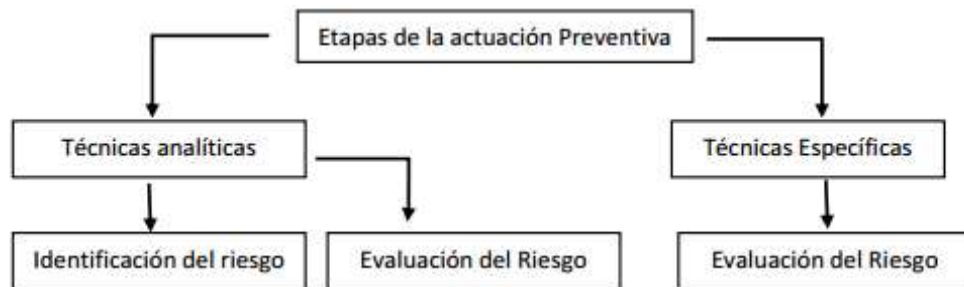 Etapas de la actuación Preventiva
Técnicas analíticas
Técnicas Específicas
Identificación del riesgo
Evaluación del Riesgo
Evaluación del Riesgo